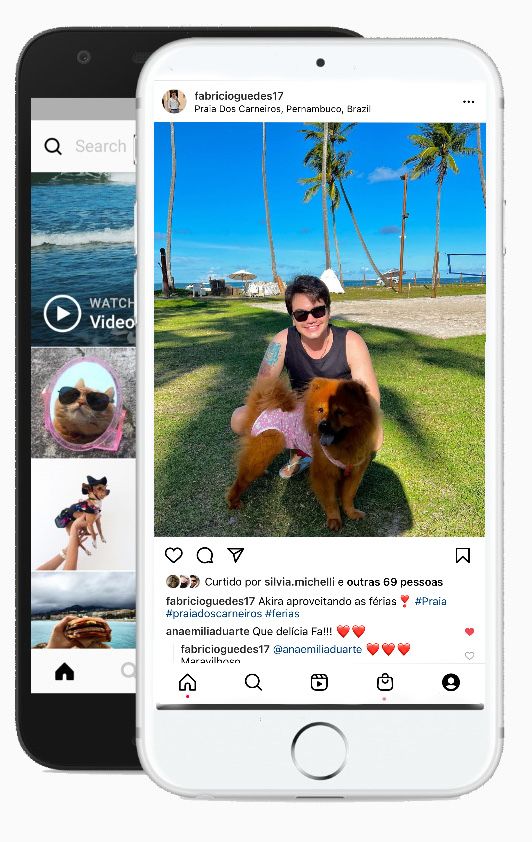 Search
WATCH
Video
fabricioguedes17
Praia Dos Carneiros, Pernambuco, Brazil
Curtido por silvia.michelli e outras 69 pessoas
fabricioguedes17 Akira aproveitando as férias❣️ #Praia
#praiadoscarneiros #ferias
anaemiliaduarte Que delícia Fa!!! ❤️❤️
fabricioguedes17 @anaemiliaduarte ❤️❤️❤️
Maravilhoso